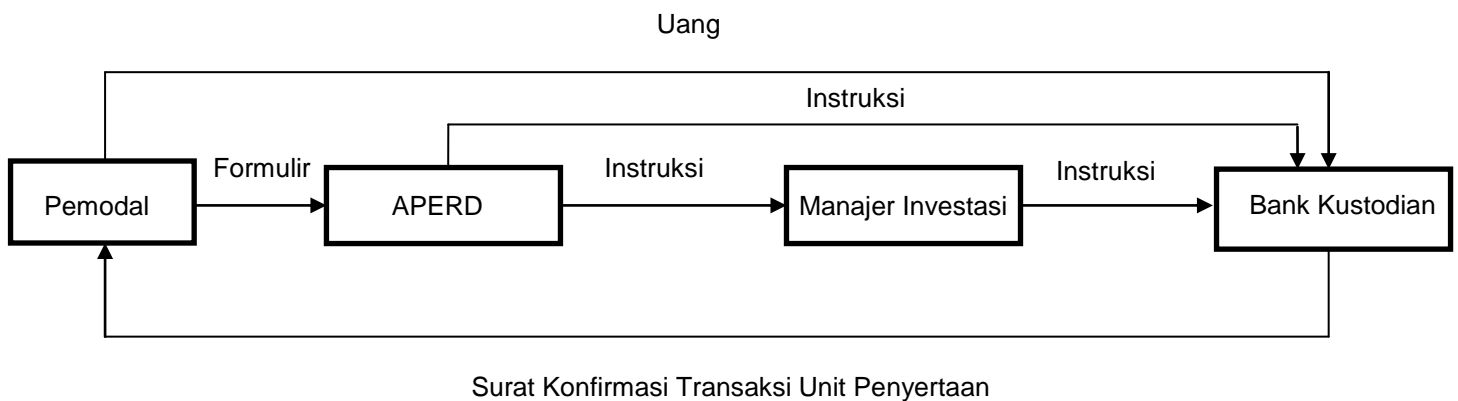 Uang
Instruksi
Formulir
Instruksi
Instruksi
Pemodal
APERD
Manajer Investasi
Bank Kustodian
Surat Konfirmasi Transaksi Unit Penyertaan